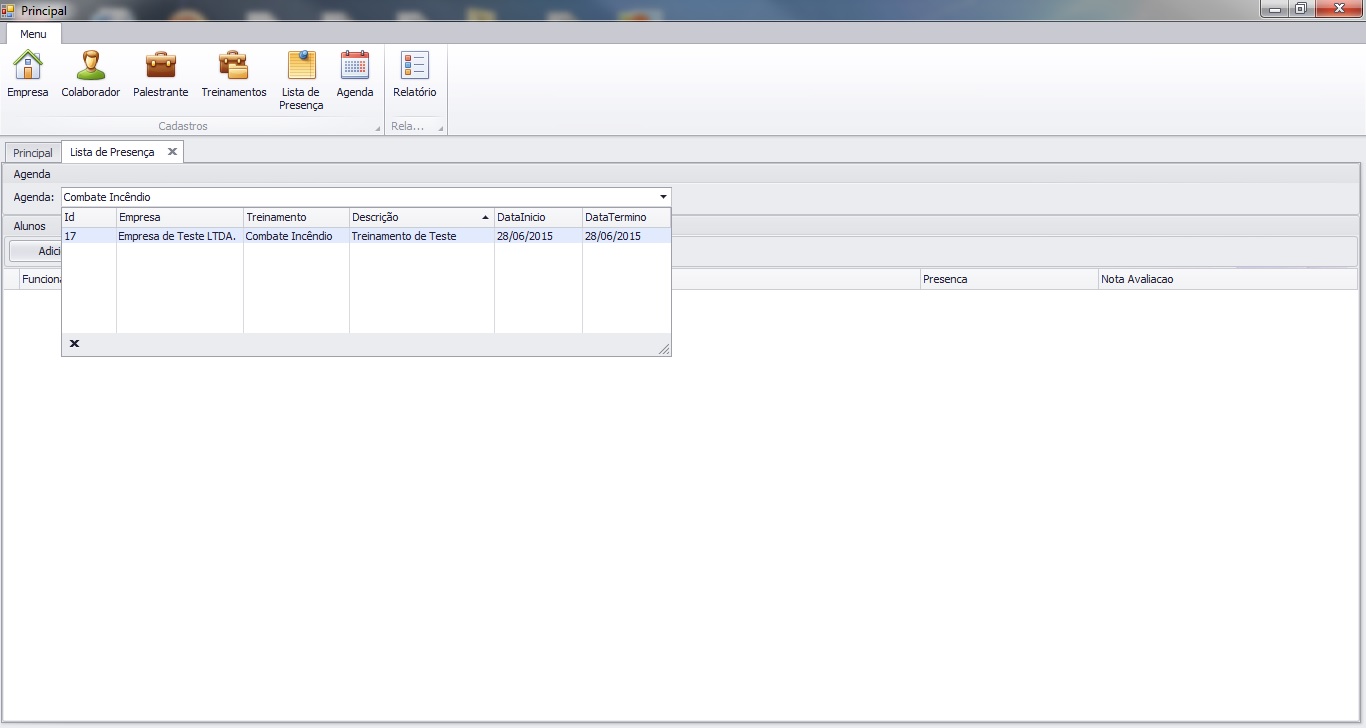 Principal
Menu
Empresa
Colaborador
Palestrante
Treinamentos
Lista de
Presença
Agenda
Relatório
Cadastros
Rela...
Principal
Lista de Presença
Agenda
Agenda: Combate Incêndio
Id Empresa Treinamento Descrição DataInicio DataTermino
17 Empresa de Teste LTDA. Combate Incêndio Treinamento de Teste 28/06/2015 28/06/2015
Alunos
Adici
Funciona Presenca Nota Avaliacao